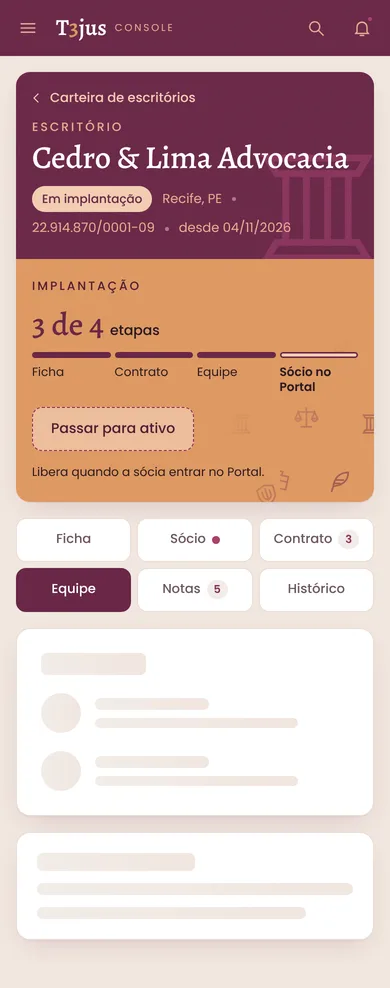 T3jus CONSOLE
Carteira de escritórios
ESCRITÓRIO
Cedro & Lima Advocacia
Em implantação Recife, PE •
22.914.870/0001-09 • desde 04/11/2026
IMPLANTAÇÃO
3 de 4 etapas
Ficha Contrato Equipe Sócio no
Portal
Passar para ativo
Libera quando a sócia entrar no Portal.
Ficha Sócio Contrato 3
Equipe Notas 5 Histórico